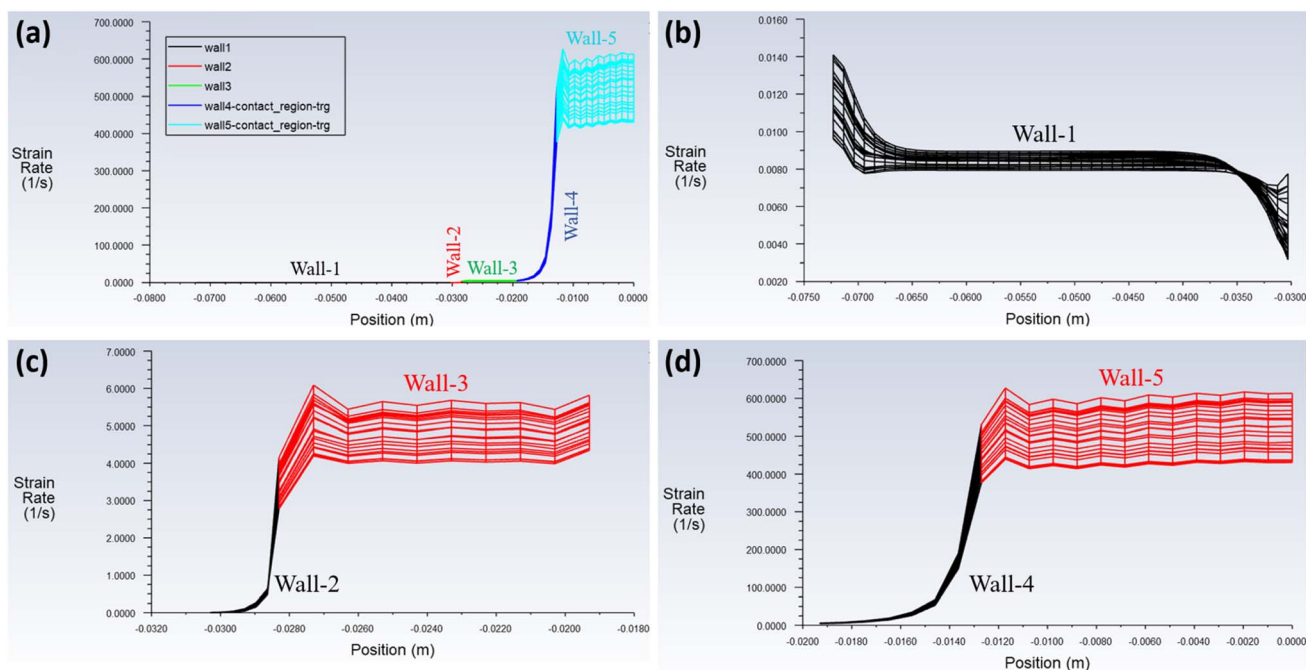 (a)
700.0000
600.0000
500.0000
400.0000
300.0000
200.0000
100.0000
0.0000
Strain
Rate
(1/s)
wall1
wall2
wall3
wall4-contact_region-trg
wall5-contact_region-trg
Wall-1
Wall-2
Wall-3
Wall-4
Wall-5
-0.0800
-0.0700
-0.0600
-0.0500
-0.0400
-0.0300
-0.0200
-0.0100
0.0000
Position (m)
(b)
0.0160
0.0140
0.0120
0.0100
0.0080
0.0060
0.0040
0.0020
Strain
Rate
(1/s)
Wall-1
-0.0750
-0.0700
-0.0650
-0.0600
-0.0550
-0.0500
-0.0450
-0.0400
-0.0350
-0.0300
Position (m)
(c)
7.0000
6.0000
5.0000
4.0000
3.0000
2.0000
1.0000
0.0000
Strain
Rate
(1/s)
Wall-3
Wall-2
-0.0320
-0.0300
-0.0280
-0.0260
-0.0240
-0.0220
-0.0200
-0.0180
Position (m)
(d)
700.0000
600.0000
500.0000
400.0000
300.0000
200.0000
100.0000
0.0000
Strain
Rate
(1/s)
Wall-5
Wall-4
-0.0200
-0.0180
-0.0160
-0.0140
-0.0120
-0.0100
-0.0080
-0.0060
-0.0040
-0.0020
0.0000
Position (m)